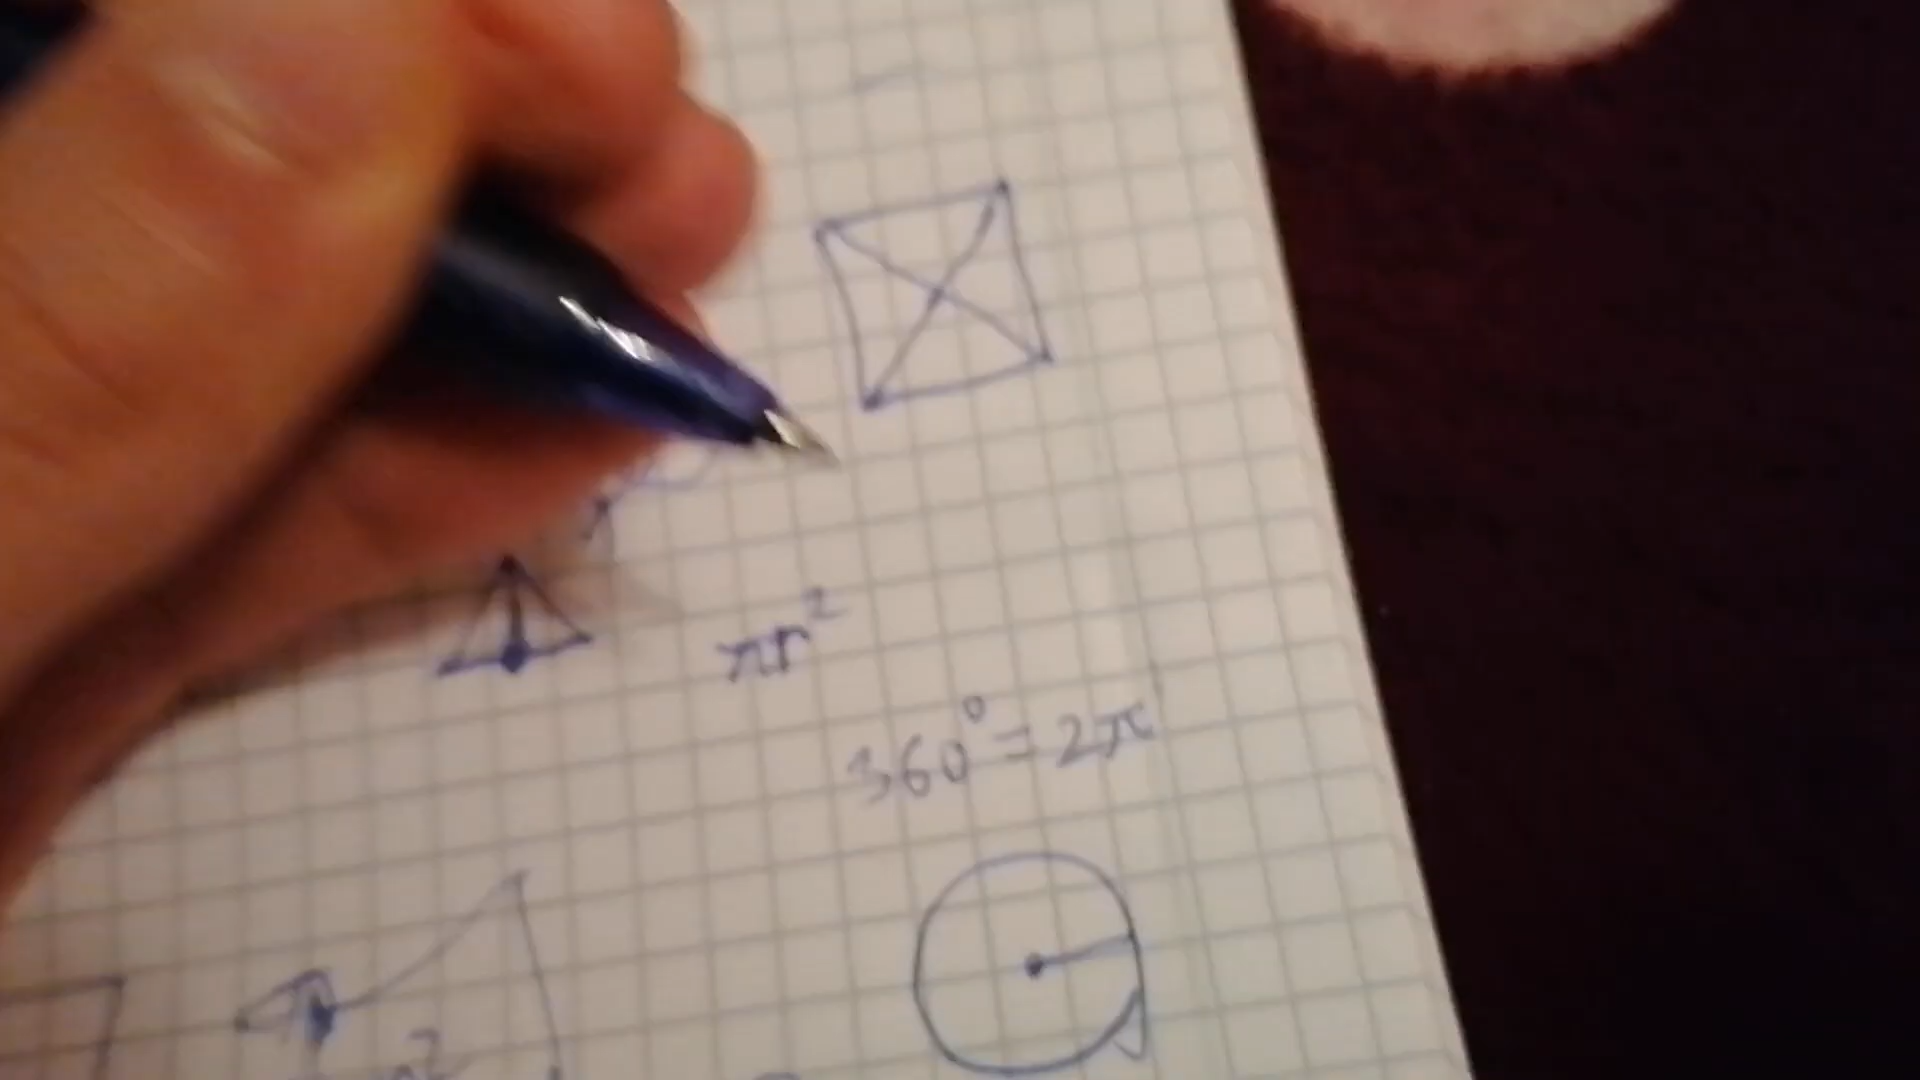 πr²
360° = 2π